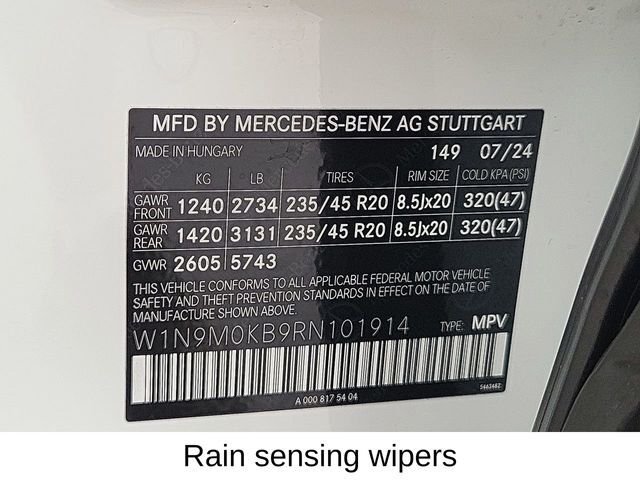 MFD BY MERCEDES-BENZ AG STUTTGART
MADE IN HUNGARY 149 07/24
KG LB TIRES RIM SIZE COLD KPA (PSI)
GAWR FRONT 1240 2734 235/45 R20 8.5Jx20 320(47)
GAWR REAR 1420 3131 235/45 R20 8.5Jx20 320(47)
GVWR 2605 5743
THIS VEHICLE CONFORMS TO ALL APPLICABLE FEDERAL MOTOR VEHICLE
SAFETY AND THEFT PREVENTION STANDARDS IN EFFECT ON THE DATE OF
MANUFACTURE SHOWN ABOVE.
W1N9M0KB9RN101914 TYPE: MPV
A 000 817 54 04
Rain sensing wipers